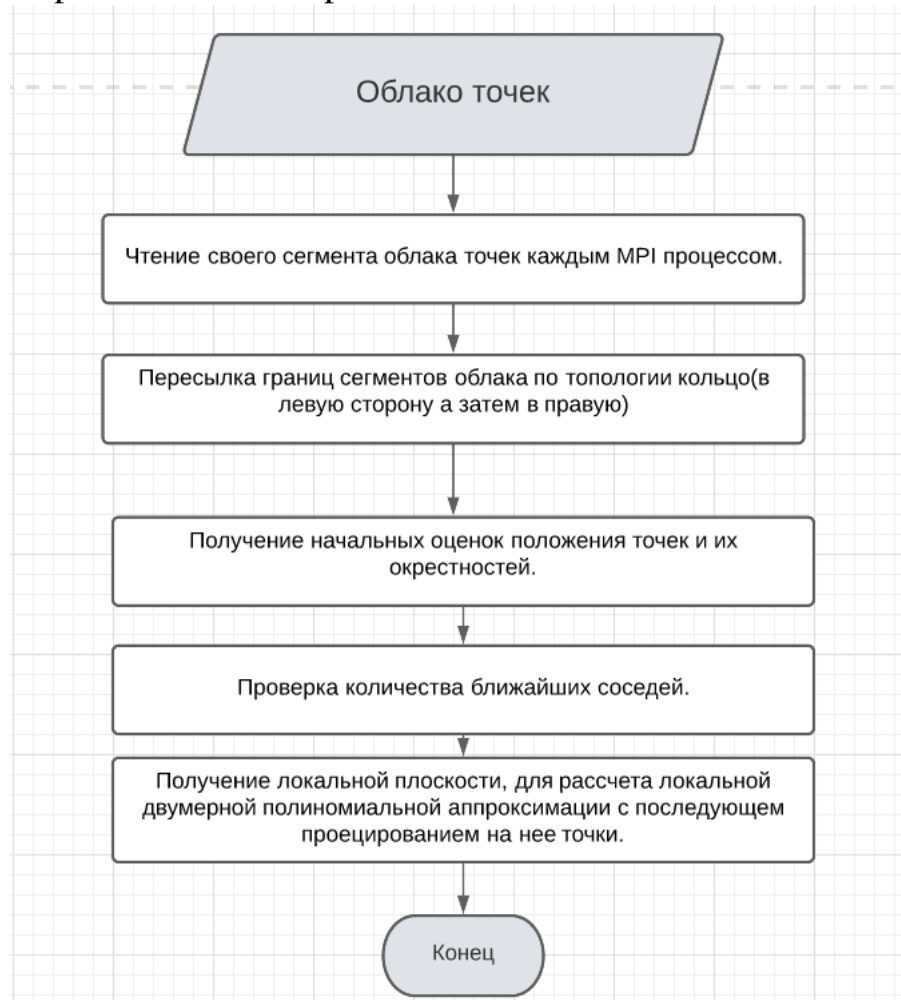 Облако точек
Чтение своего сегмента облака точек каждым MPI процессом.
Пересылка границ сегментов облака по топологии кольцо(в
левую сторону а затем в правую)
Получение начальных оценок положения точек и их
окрестностей.
Проверка количества ближайших соседей.
Получение локальной плоскости, для рассчета локальной
двумерной полиномиальной аппроксимации с последующем
проецированием на нее точки.
Конец